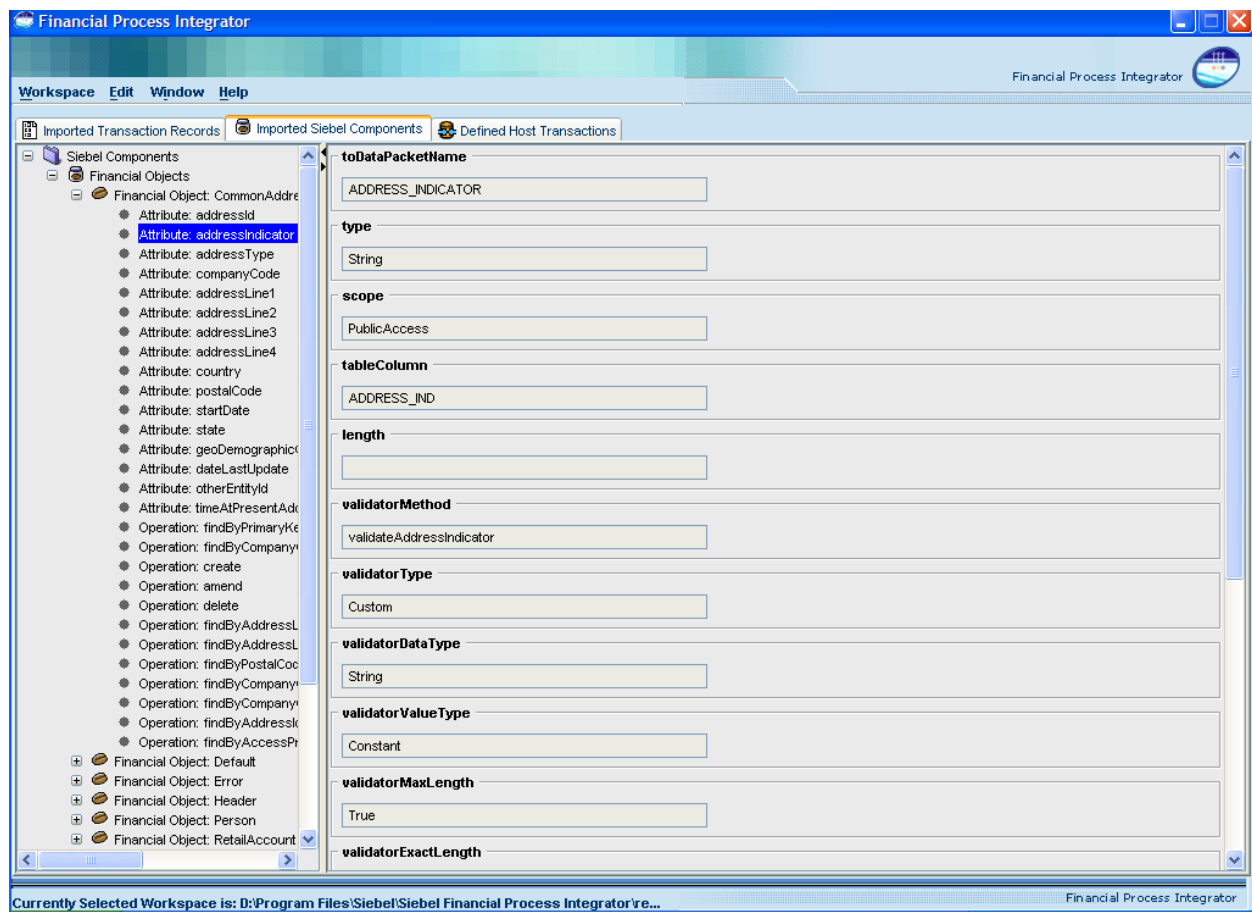 Financial Process Integrator
Financial Process Integrator
Workspace Edit Window Help
Imported Transaction Records Imported Siebel Components Defined Host Transactions
Siebel Components
Financial Objects
Financial Object: CommonAddre
Attribute: addressId
Attribute: addressIndicator
Attribute: addressType
Attribute: companyCode
Attribute: addressLine1
Attribute: addressLine2
Attribute: addressLine3
Attribute: addressLine4
Attribute: country
Attribute: postalCode
Attribute: startDate
Attribute: state
Attribute: geoDemographic
Attribute: dateLastUpdate
Attribute: otherEntityId
Attribute: timeAtPresentAdd
Operation: findByPrimaryKe
Operation: findByCompany
Operation: create
Operation: amend
Operation: delete
Operation: findByAddressL
Operation: findByAddressL
Operation: findByPostalCoc
Operation: findByCompany
Operation: findByCompany
Operation: findByAddressId
Operation: findByAccessPr
Financial Object: Default
Financial Object: Error
Financial Object: Header
Financial Object: Person
Financial Object: RetailAccount
toDataPacketName
ADDRESS_INDICATOR
type
String
scope
PublicAccess
tableColumn
ADDRESS_IND
length
validatorMethod
validateAddressIndicator
validatorType
Custom
validatorDataType
String
validatorValueType
Constant
validatorMaxLength
True
validatorExactLength
Currently Selected Workspace is: D:\Program Files\Siebel\Siebel Financial Process Integrator\re...
Financial Process Integrator